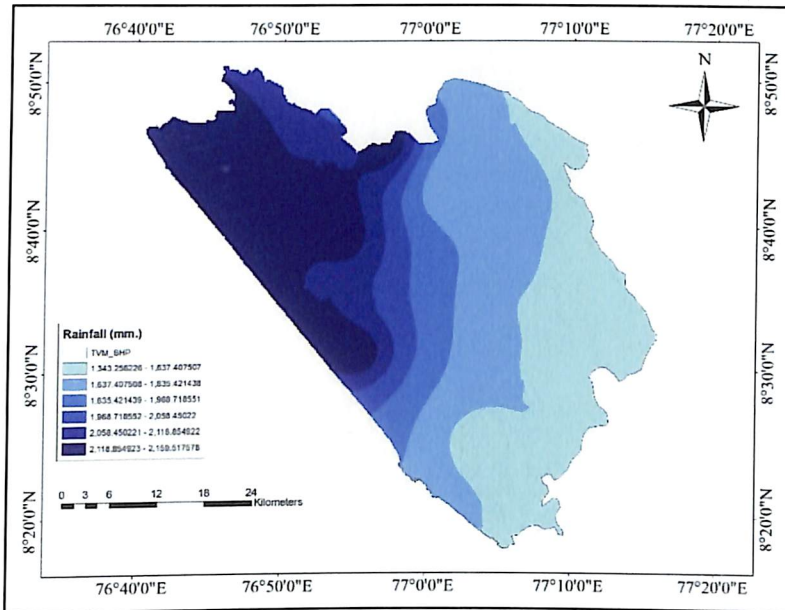 76°40'0"E 76°50'0"E 77°0'0"E 77°10'0"E 77°20'0"E
N
8°50'0"N 8°50'0"N
8°40'0"N 8°40'0"N
Rainfall (mm.)
TVM_SHP
1,343.256226 - 1,637.407507
1,637.407508 - 1,835.421438
1,835.421439 - 1,968.718551
1,968.718552 - 2,058.45022
2,058.450221 - 2,118.854922
2,118.854923 - 2,159.517578
8°30'0"N 8°30'0"N
0 3 6 12 18 24
Kilometers
8°20'0"N 8°20'0"N
76°40'0"E 76°50'0"E 77°0'0"E 77°10'0"E 77°20'0"E